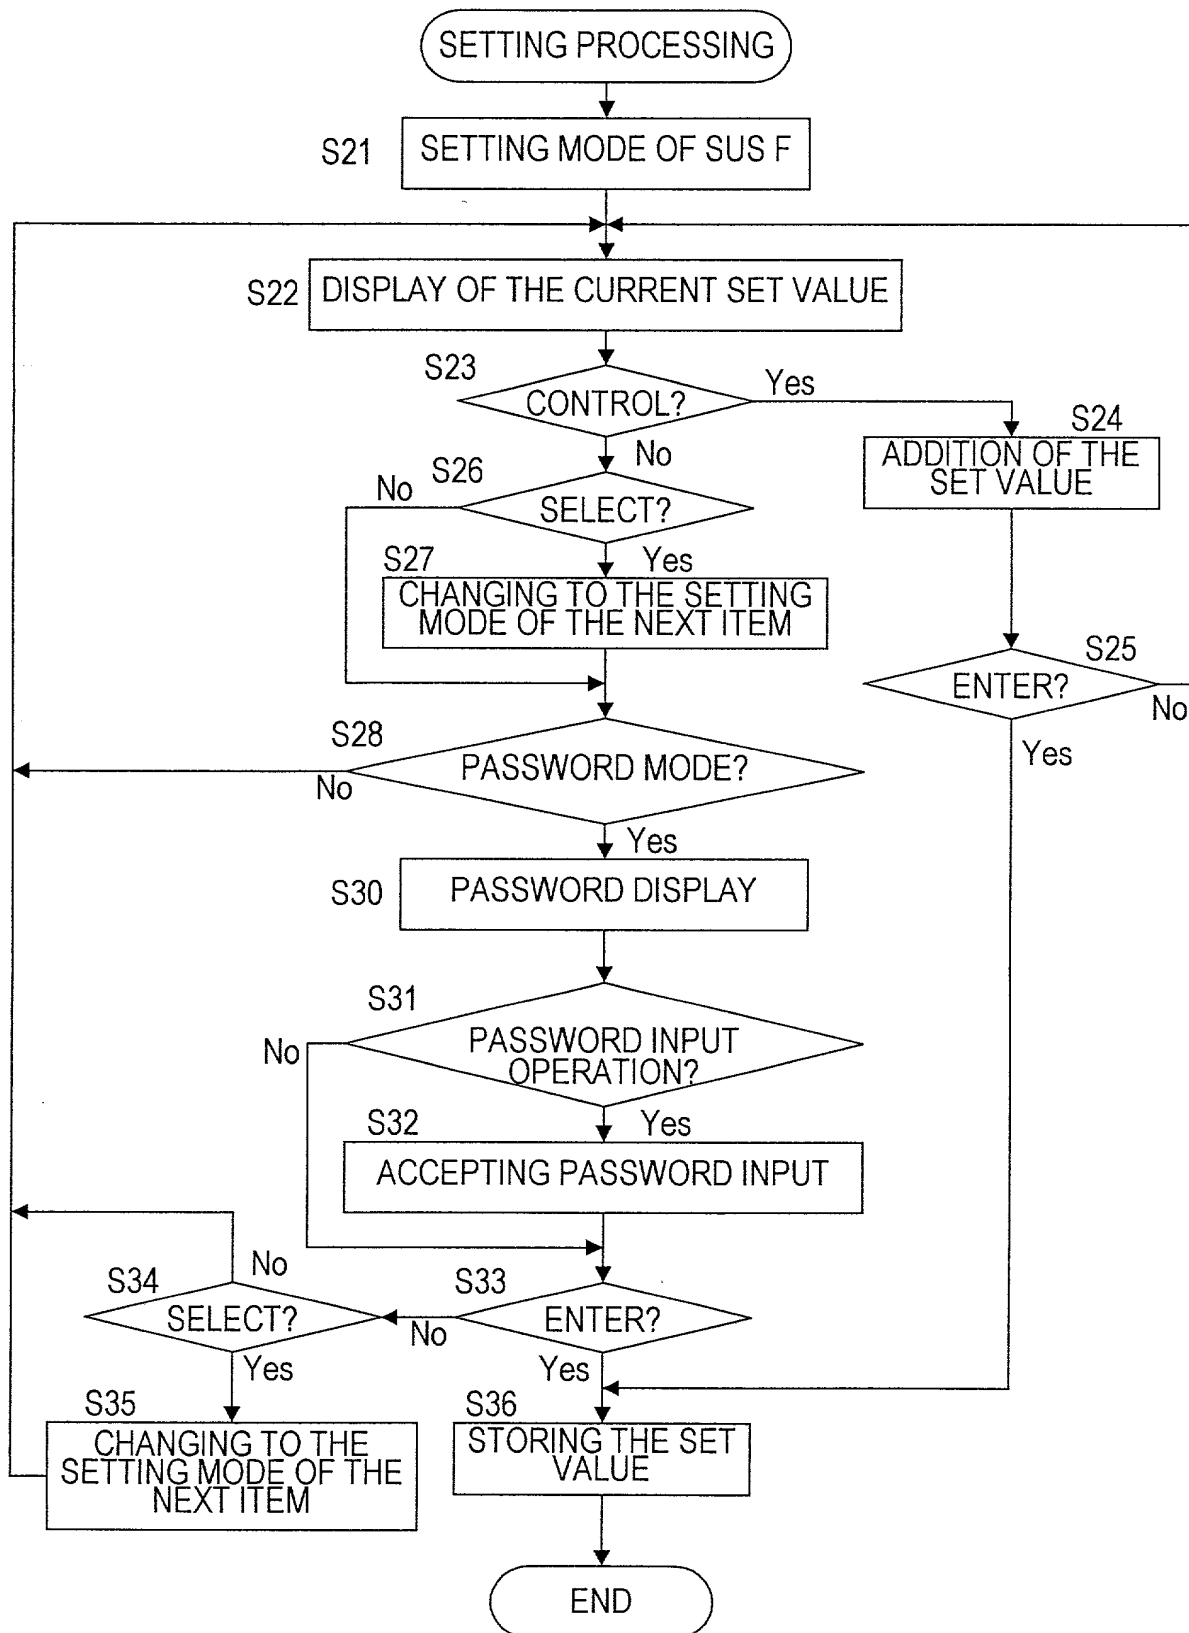 SETTING PROCESSING
S21
SETTING MODE OF SUS F
S22
DISPLAY OF THE CURRENT SET VALUE
S23
CONTROL?
Yes
No
S24
ADDITION OF THE
SET VALUE
S26
SELECT?
No
Yes
S27
CHANGING TO THE SETTING
MODE OF THE NEXT ITEM
S25
ENTER?
No
Yes
S28
PASSWORD MODE?
No
Yes
S30
PASSWORD DISPLAY
S31
PASSWORD INPUT
OPERATION?
No
Yes
S32
ACCEPTING PASSWORD INPUT
S33
ENTER?
No
Yes
S34
SELECT?
No
Yes
S35
CHANGING TO THE
SETTING MODE OF THE
NEXT ITEM
S36
STORING THE SET
VALUE
END